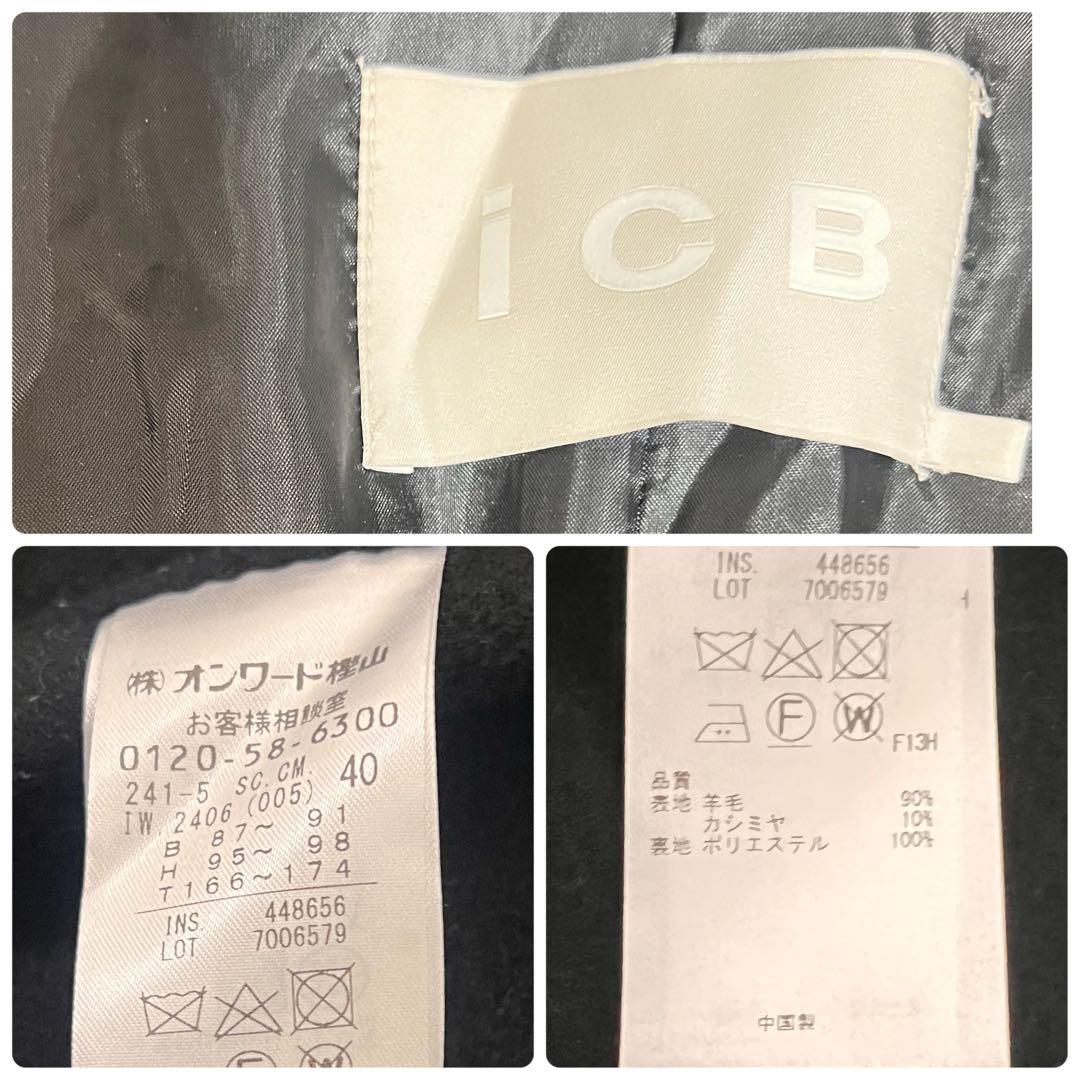 iCB
(株)オンワード樫山
お客様相談室
0120-58-6300
241-5 SC.CM. 40
IW 2406 (005)
B 87〜 91
H 95〜 98
T166〜174
INS. 448656
LOT 7006579
INS. 448656
LOT 7006579
F W
F13H
品質
表地 羊毛 90%
カシミヤ 10%
裏地 ポリエステル 100%
中国製